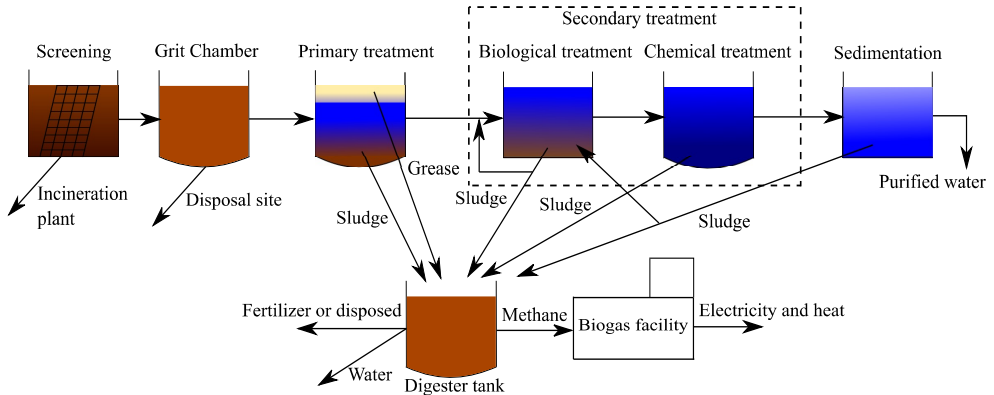 Secondary treatment
Screening
Grit Chamber
Primary treatment
Biological treatment
Chemical treatment
Sedimentation
Incineration
plant
Disposal site
Grease
Sludge
Sludge
Sludge
Sludge
Purified water
Fertilizer or disposed
Methane
Biogas facility
Electricity and heat
Water
Digester tank